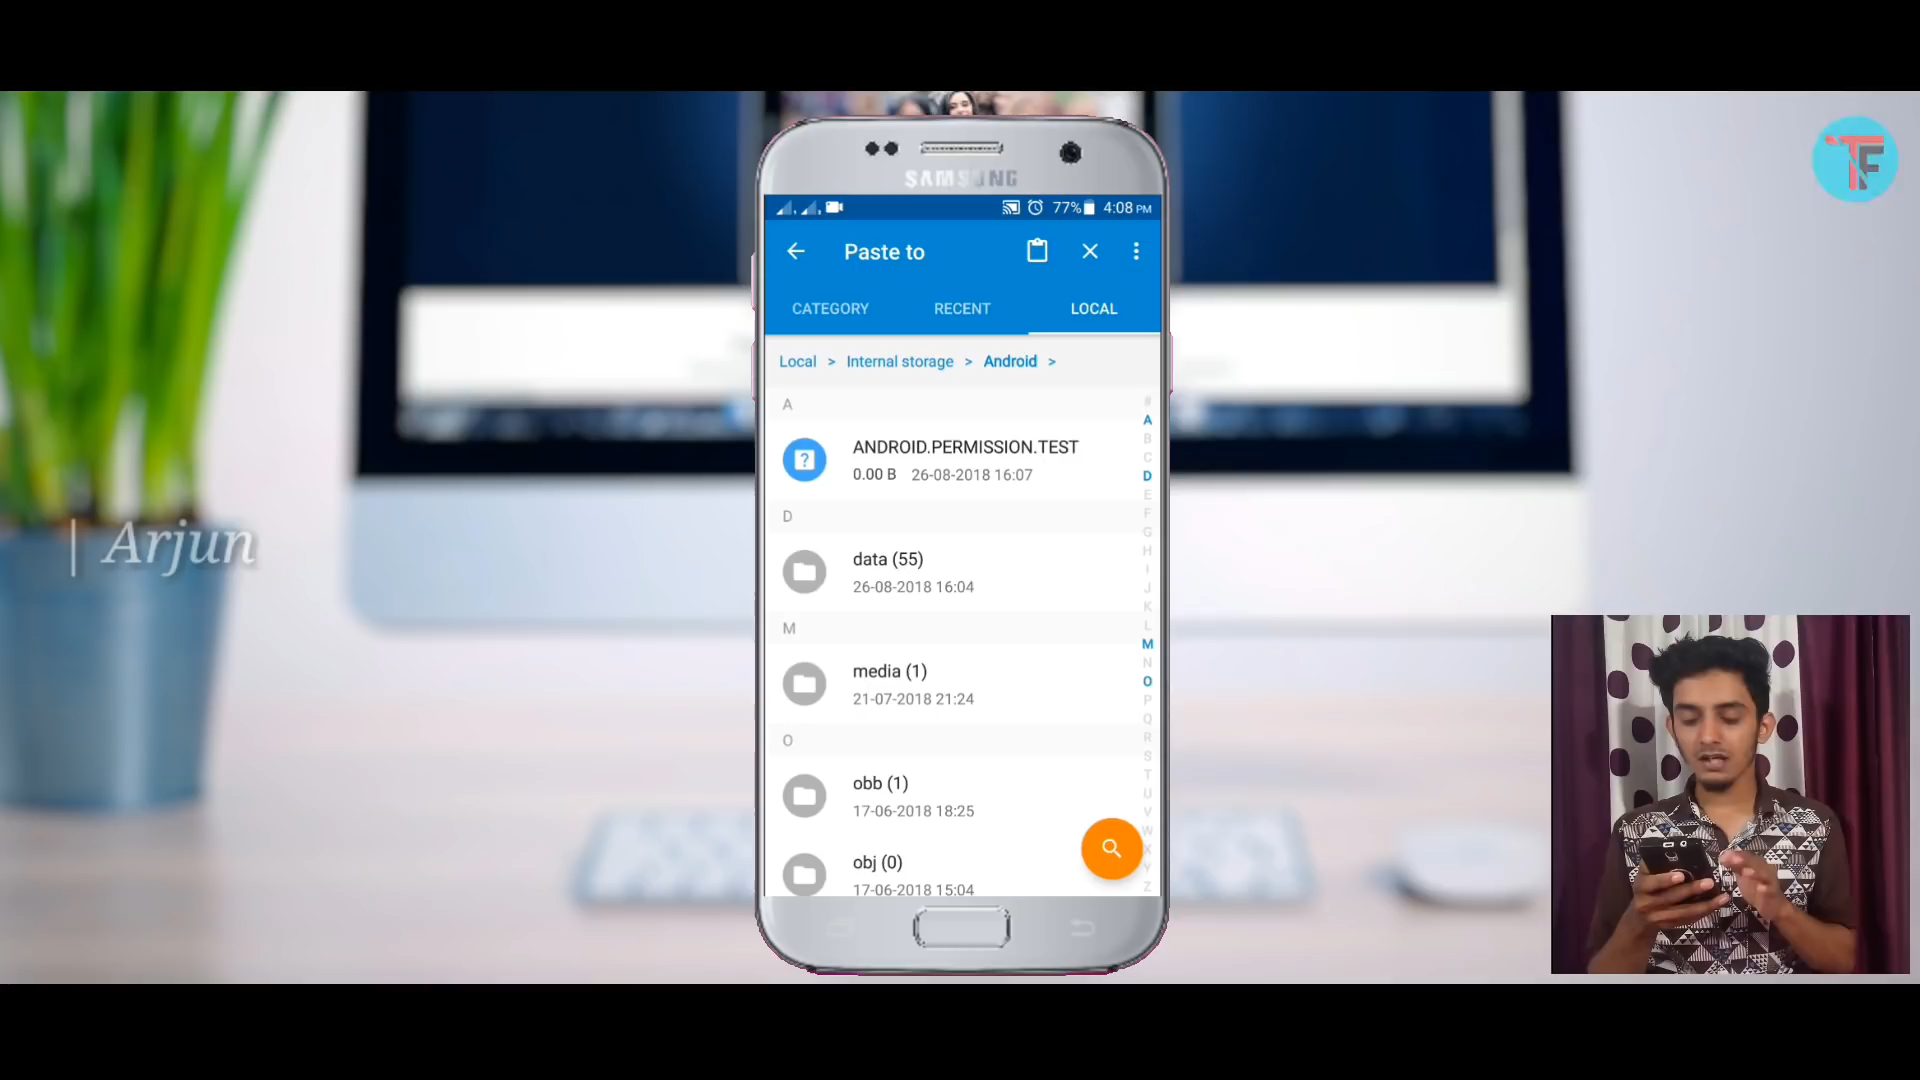 SAMSUNG
77% 4:08 PM
Paste to
CATEGORY RECENT LOCAL
Local > Internal storage > Android >
A
ANDROID.PERMISSION.TEST
0.00 B 26-08-2018 16:07
D
data (55)
26-08-2018 16:04
M
media (1)
21-07-2018 21:24
O
obb (1)
17-06-2018 18:25
obj (0)
17-06-2018 15:04
#
A
B
C
D
E
F
G
H
I
J
K
L
M
N
O
P
Q
R
S
T
U
V
W
X
Y
Z
| Arjun
TF